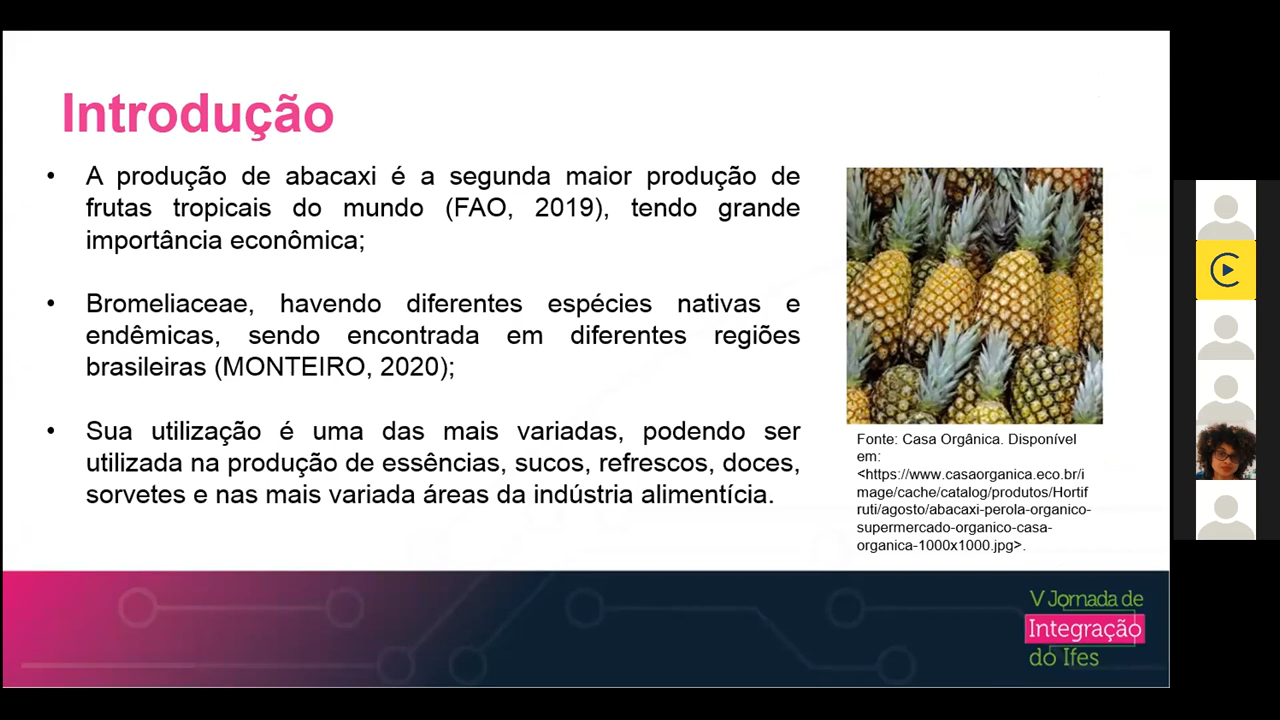 Introdução
• A produção de abacaxi é a segunda maior produção de
frutas tropicais do mundo (FAO, 2019), tendo grande
importância econômica;
• Bromeliaceae, havendo diferentes espécies nativas e
endêmicas, sendo encontrada em diferentes regiões
brasileiras (MONTEIRO, 2020);
• Sua utilização é uma das mais variadas, podendo ser
utilizada na produção de essências, sucos, refrescos, doces,
sorvetes e nas mais variada áreas da indústria alimentícia.
Fonte: Casa Orgânica. Disponível
em:
<https://www.casaorganica.eco.br/i
mage/cache/catalog/produtos/Hortif
ruti/agosto/abacaxi-perola-organico-
supermercado-organico-casa-
organica-1000x1000.jpg>.
V Jornada de
Integração
do Ifes